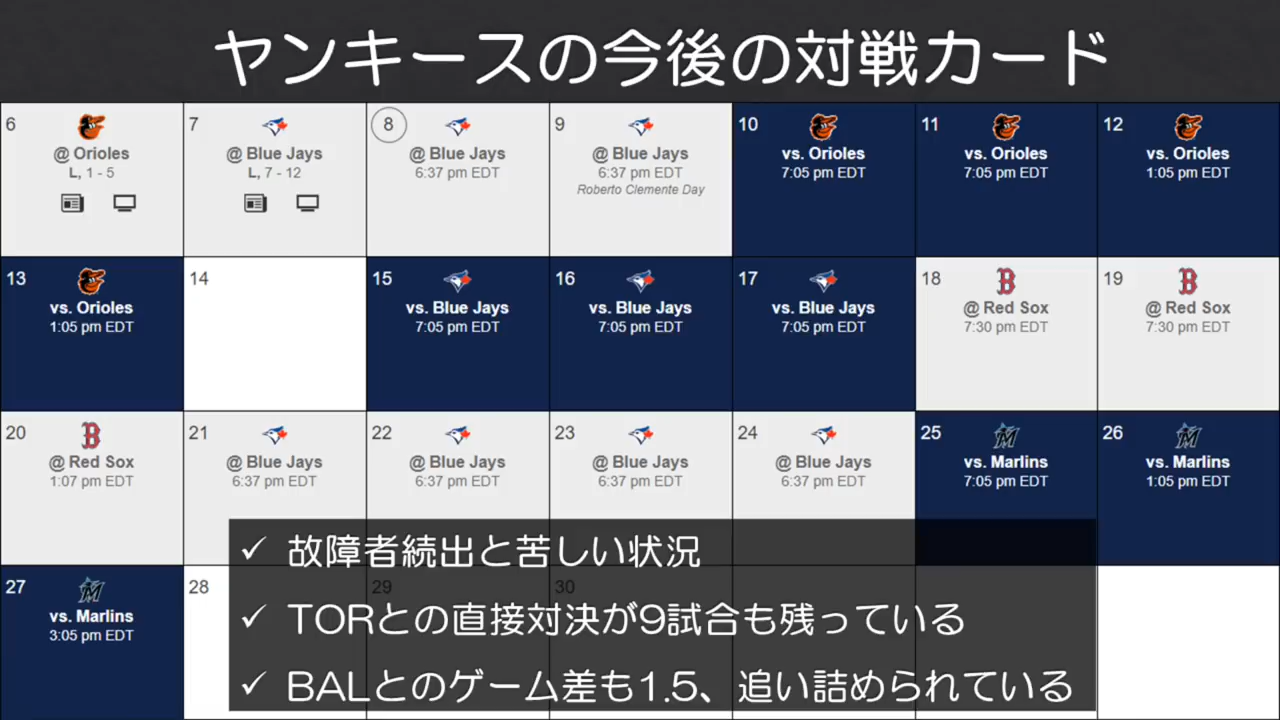 ヤンキースの今後の対戦カード
6
@ Orioles
L, 1 - 5
7
@ Blue Jays
L, 7 - 12
8
@ Blue Jays
6:37 pm EDT
9
@ Blue Jays
6:37 pm EDT
Roberto Clemente Day
10
vs. Orioles
7:05 pm EDT
11
vs. Orioles
7:05 pm EDT
12
vs. Orioles
1:05 pm EDT
13
vs. Orioles
1:05 pm EDT
14
15
vs. Blue Jays
7:05 pm EDT
16
vs. Blue Jays
7:05 pm EDT
17
vs. Blue Jays
7:05 pm EDT
18
B
@ Red Sox
7:30 pm EDT
19
B
@ Red Sox
7:30 pm EDT
20
B
@ Red Sox
1:07 pm EDT
21
@ Blue Jays
6:37 pm EDT
22
@ Blue Jays
6:37 pm EDT
23
@ Blue Jays
6:37 pm EDT
24
@ Blue Jays
6:37 pm EDT
25
M
vs. Marlins
7:05 pm EDT
26
M
vs. Marlins
1:05 pm EDT
27
M
vs. Marlins
3:05 pm EDT
28
29
30
✓ 故障者続出と苦しい状況
✓ TORとの直接対決が9試合も残っている
✓ BALとのゲーム差も1.5、追い詰められている